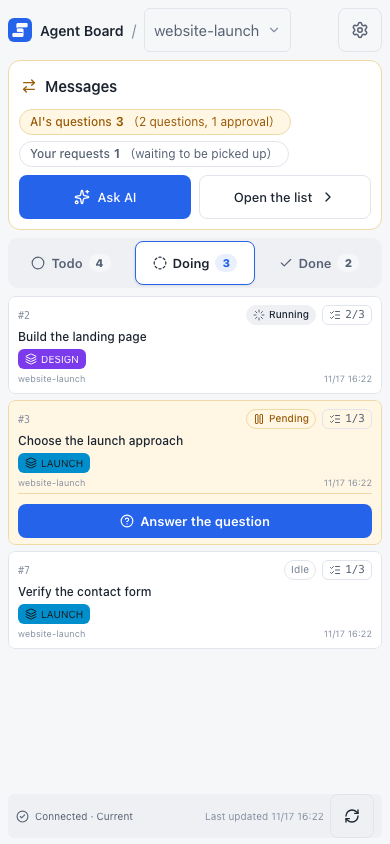 Agent Board / website-launch
Messages
AI's questions 3 (2 questions, 1 approval)
Your requests 1 (waiting to be picked up)
Ask AI
Open the list
Todo 4
Doing 3
Done 2
#2 Running 2/3
Build the landing page
DESIGN
website-launch 11/17 16:22
#3 Pending 1/3
Choose the launch approach
LAUNCH
website-launch 11/17 16:22
Answer the question
#7 Idle 1/3
Verify the contact form
LAUNCH
website-launch 11/17 16:22
Connected · Current Last updated 11/17 16:22